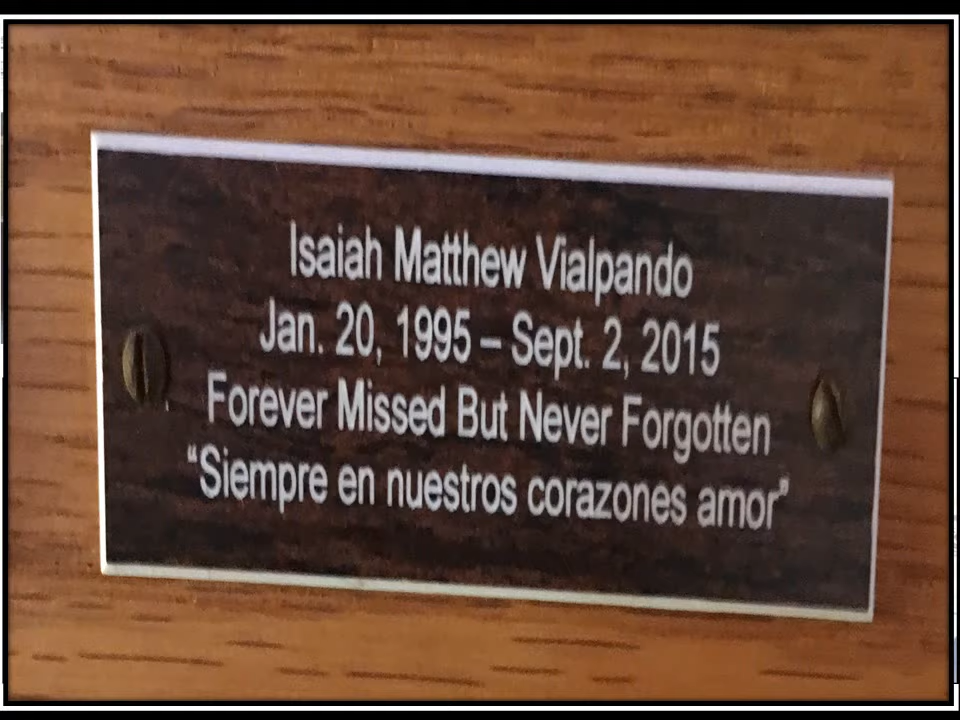 Isaiah Matthew Vialpando
Jan. 20, 1995 – Sept. 2, 2015
Forever Missed But Never Forgotten
“Siempre en nuestros corazones amor”